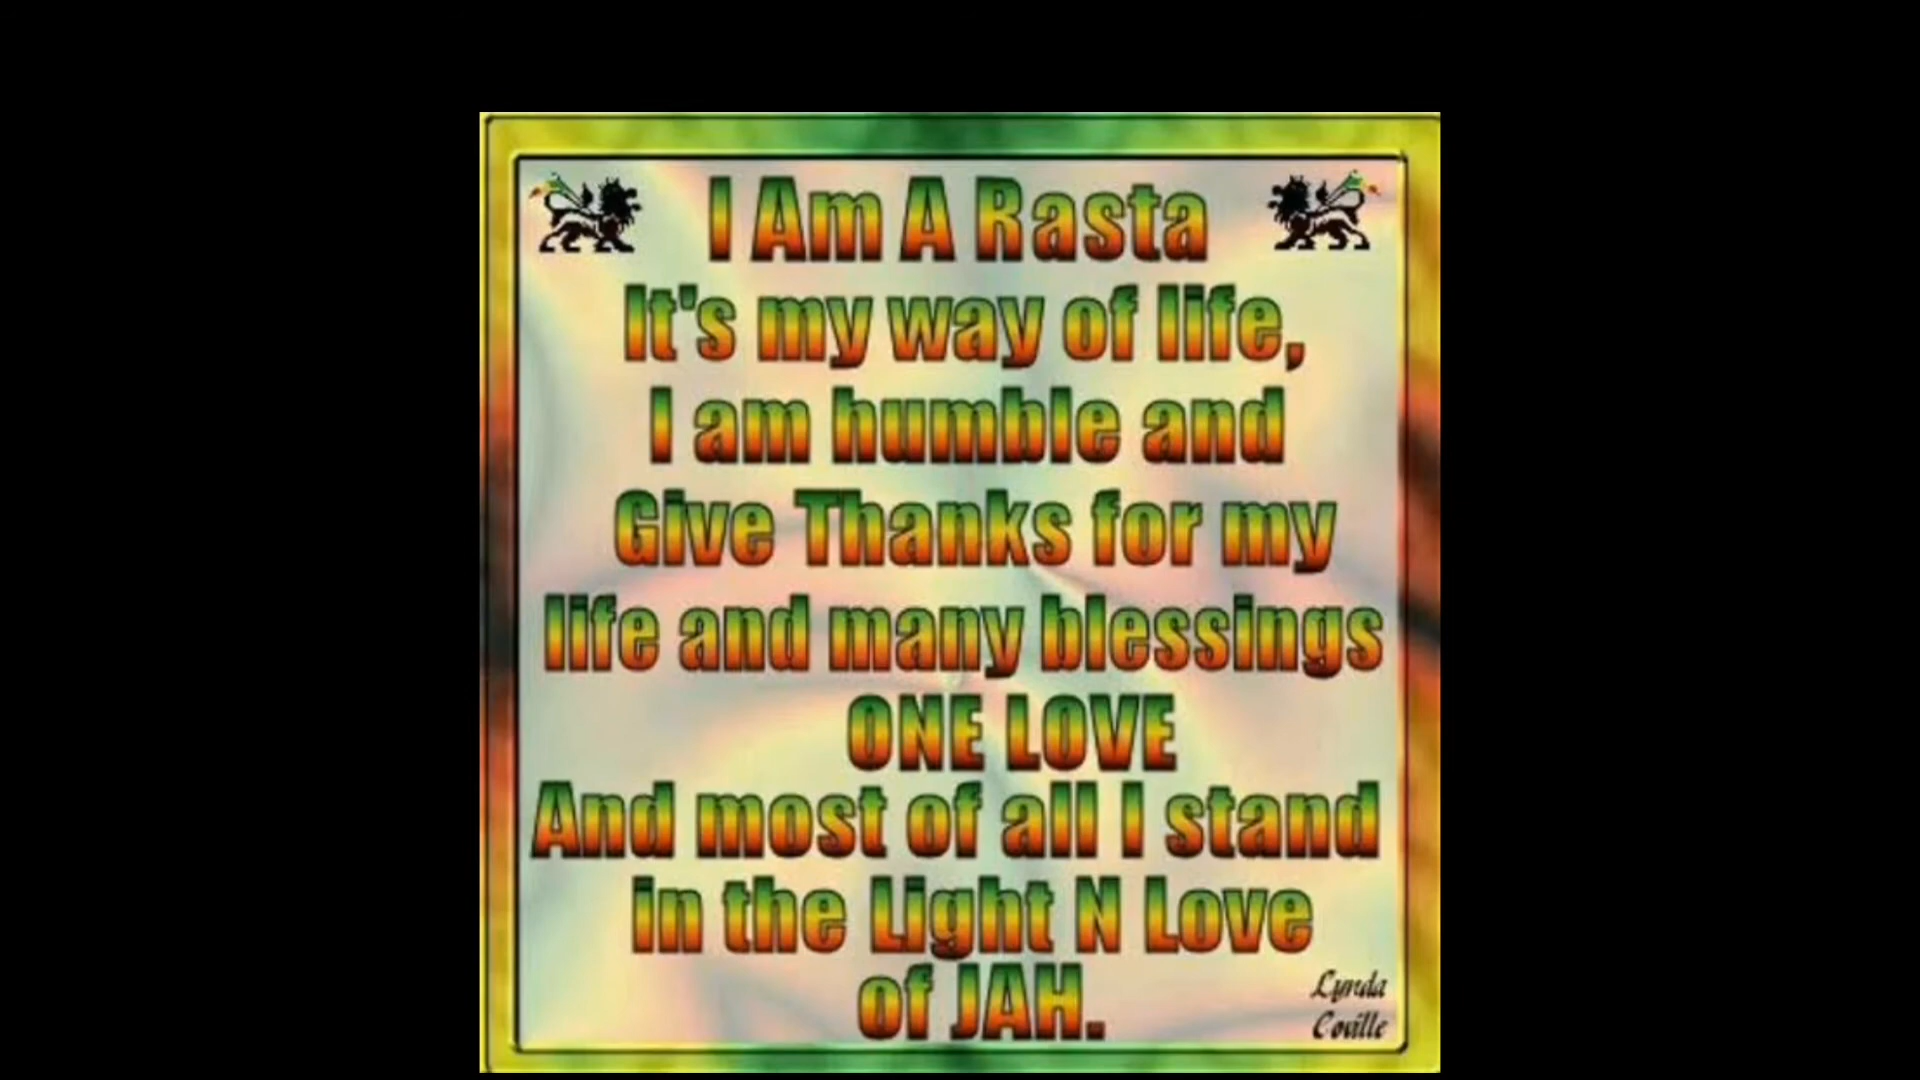 I Am A Rasta
It's my way of life,
I am humble and
Give Thanks for my
life and many blessings
ONE LOVE
And most of all I stand
in the Light N Love
of JAH.
Lynda
Coville